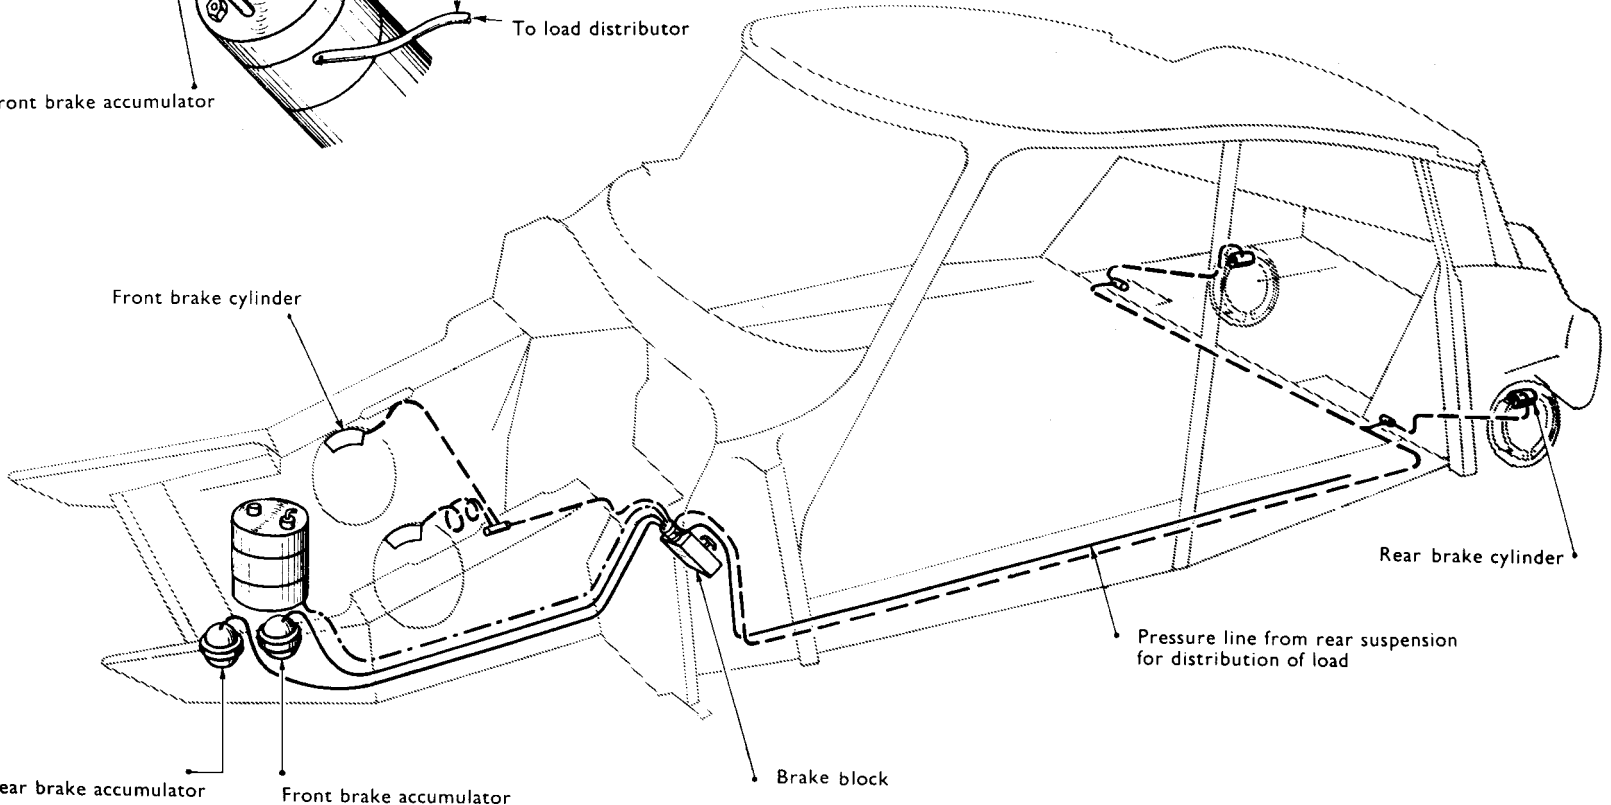 To load distributor
ront brake accumulator
Front brake cylinder
Rear brake cylinder
Pressure line from rear suspension
for distribution of load
Brake block
ear brake accumulator
Front brake accumulator